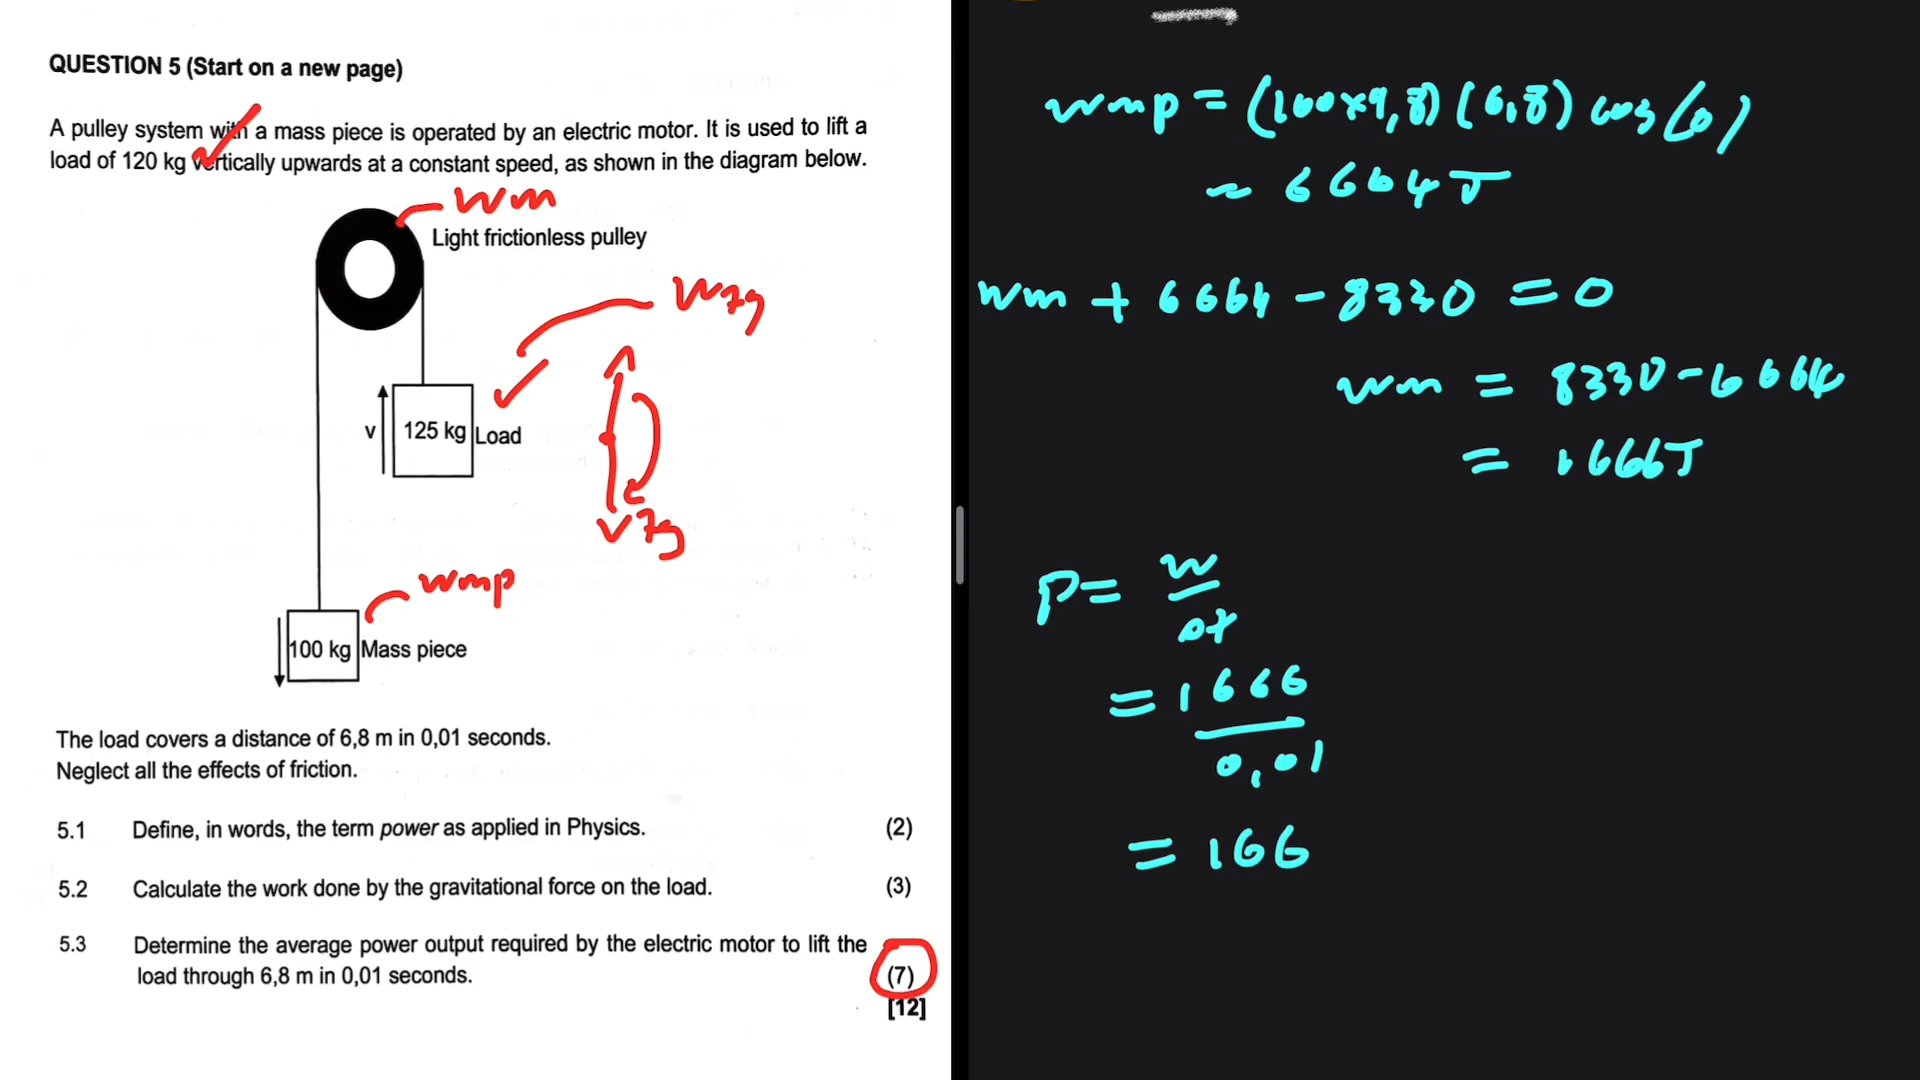 QUESTION 5 (Start on a new page)
A pulley system with a mass piece is operated by an electric motor. It is used to lift a
load of 120 kg vertically upwards at a constant speed, as shown in the diagram below.
Wm
Light frictionless pulley
Wfg
v
125 kg
Load
Vfg
Wmp
100 kg
Mass piece
The load covers a distance of 6,8 m in 0,01 seconds.
Neglect all the effects of friction.
5.1 Define, in words, the term power as applied in Physics. (2)
5.2 Calculate the work done by the gravitational force on the load. (3)
5.3 Determine the average power output required by the electric motor to lift the
load through 6,8 m in 0,01 seconds. (7)
[12]
Wmp = (100×9,8)(6,8) cos(0)
= 6664J
Wm + 6664 - 8330 = 0
Wm = 8330 - 6664
= 1666J
P = W
Δt
= 1666
0,01
= 166